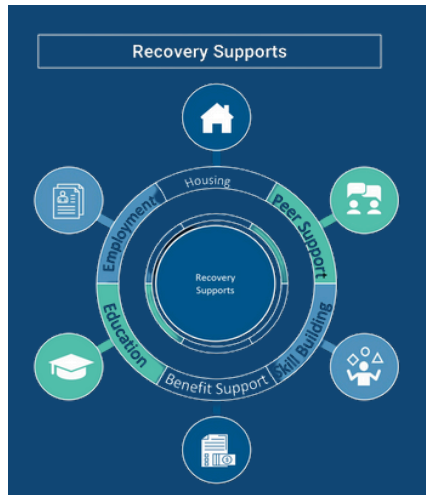 Recovery Supports
Housing
Peer Support
Skill Building
Benefit Support
Education
Employment
Recovery
Supports